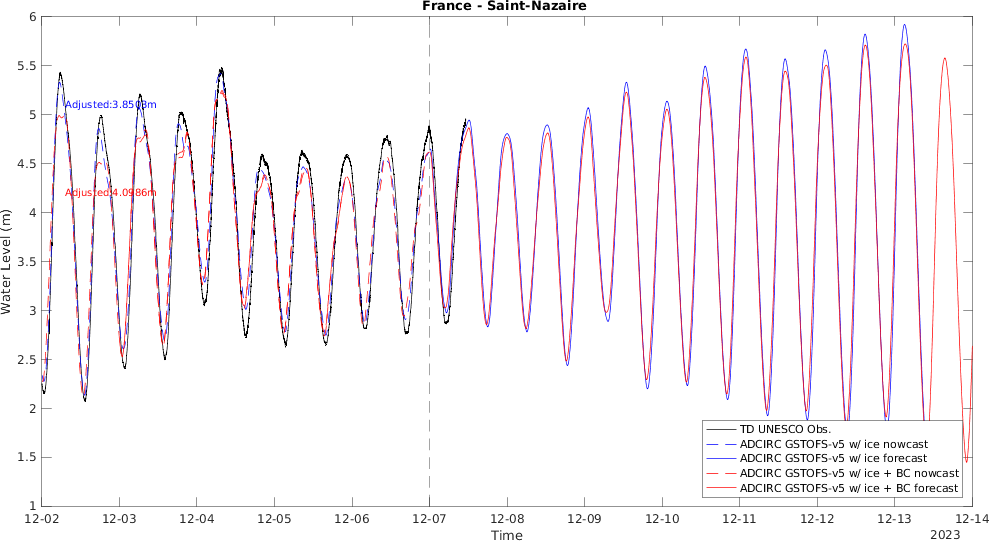 France - Saint-Nazaire
6
5.5
5
4.5
4
3.5
3
2.5
2
1.5
1
Water Level (m)
Adjusted:3.8503m
Adjusted:4.0986m
TD UNESCO Obs.
ADCIRC GSTOFS-v5 w/ ice nowcast
ADCIRC GSTOFS-v5 w/ ice forecast
ADCIRC GSTOFS-v5 w/ ice + BC nowcast
ADCIRC GSTOFS-v5 w/ ice + BC forecast
12-02 12-03 12-04 12-05 12-06 12-07 12-08 12-09 12-10 12-11 12-12 12-13 12-14
Time
2023